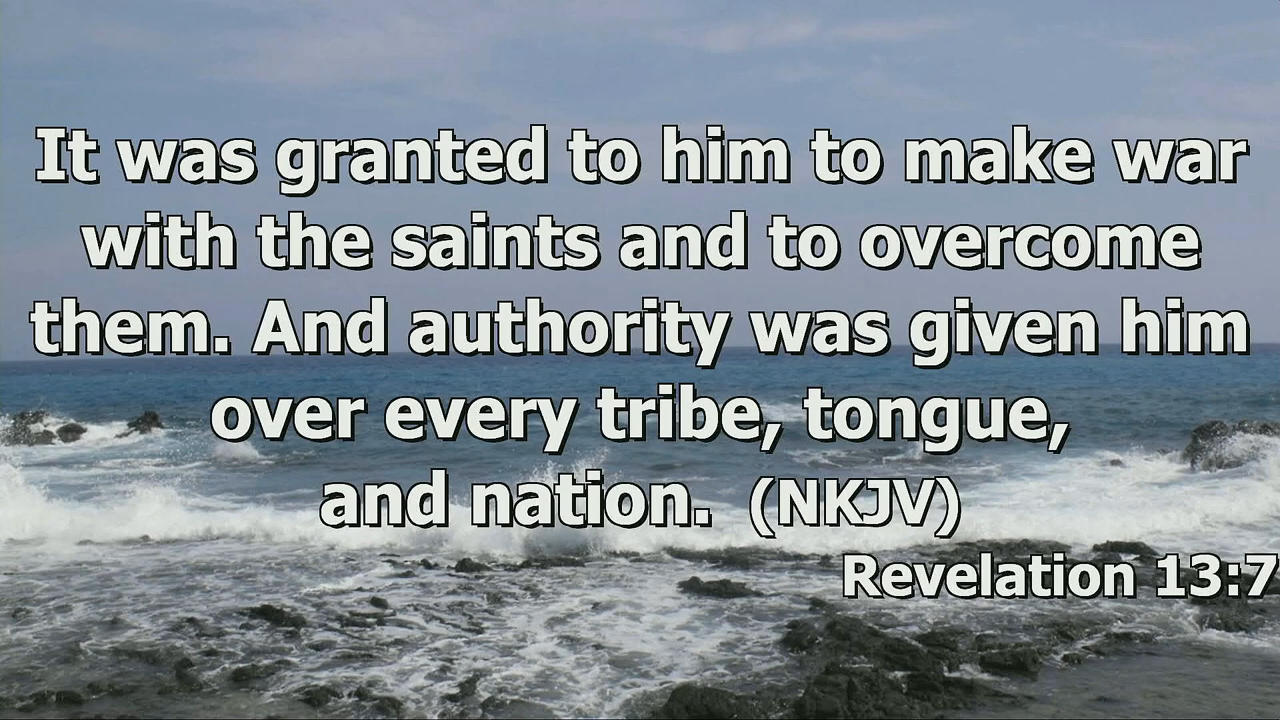 It was granted to him to make war
with the saints and to overcome
them. And authority was given him
over every tribe, tongue,
and nation. (NKJV)
Revelation 13:7